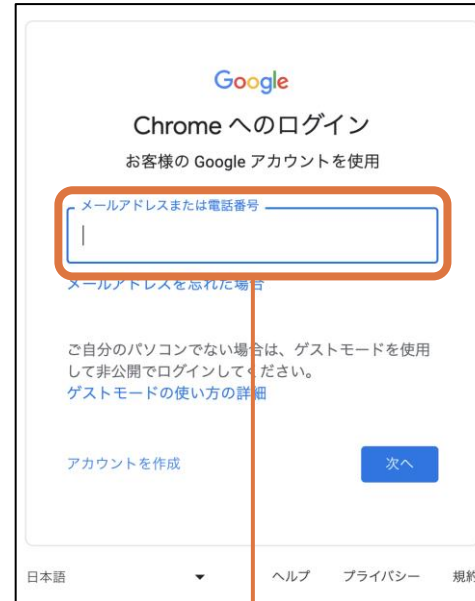 Google
Chrome へのログイン
お客様の Google アカウントを使用
メールアドレスまたは電話番号
メールアドレスを忘れた場合
ご自分のパソコンでない場合は、ゲストモードを使用
して非公開でログインしてください。
ゲストモードの使い方の詳細
アカウントを作成
次へ
日本語
ヘルプ
プライバシー
規約